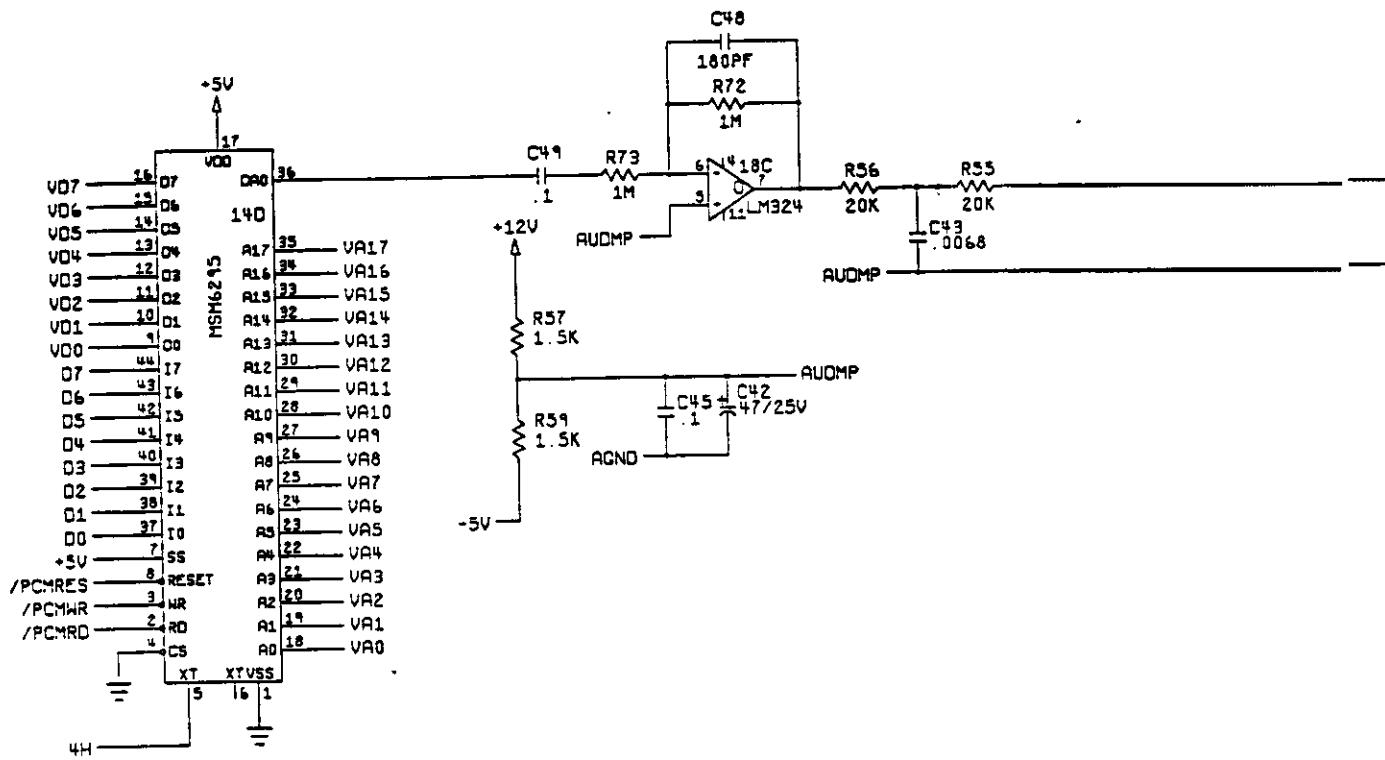 C48
180PF
R72
1M
+5V
17
VDD
C49
.1
R73
1M
6
5
4
11
7
18C
LM324
R56
20K
R55
20K
C43
.0068
AUDMP
AUDMP
VD7 16 D7
VD6 15 D6
VD5 14 D5
VD4 13 D4
VD3 12 D3
VD2 11 D2
VD1 10 D1
VD0 9 D0
D7 44 I7
D6 43 I6
D5 42 I5
D4 41 I4
D3 40 I3
D2 39 I2
D1 38 I1
D0 37 I0
+5V 7 SS
/PCMRES 8 RESET
/PCMWR 3 WR
/PCMRD 2 RD
4 CS
MSM6295
14D
DA0 36
A17 35 VA17
A16 34 VA16
A15 33 VA15
A14 32 VA14
A13 31 VA13
A12 30 VA12
A11 29 VA11
A10 28 VA10
A9 27 VA9
A8 26 VA8
A7 25 VA7
A6 24 VA6
A5 23 VA5
A4 22 VA4
A3 21 VA3
A2 20 VA2
A1 19 VA1
A0 18 VA0
XT XT VSS
5 6 1
4H
+12V
R57
1.5K
R59
1.5K
-5V
AUDMP
C45
.1
+
C42
47/25V
AGND